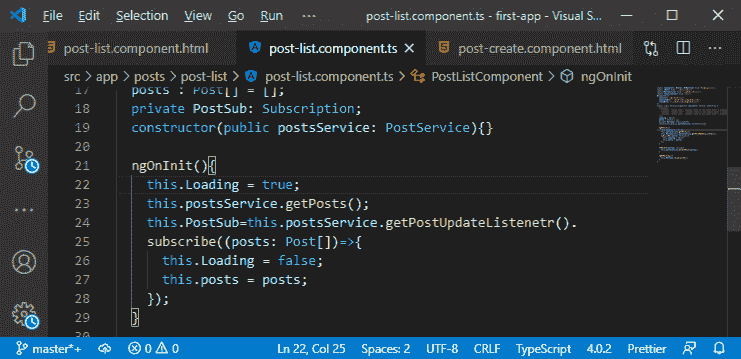 File Edit Selection View Go Run ··· post-list.component.ts - first-app - Visual S...
post-list.component.html post-list.component.ts post-create.component.html
src > app > posts > post-list > post-list.component.ts > PostListComponent > ngOnInit
17 posts : Post[] = [];
18 private PostSub: Subscription;
19 constructor(public postsService: PostService){}
20
21 ngOnInit(){
22 this.Loading = true;
23 this.postsService.getPosts();
24 this.PostSub=this.postsService.getPostUpdateListenetr().
25 subscribe((posts: Post[])=>{
26 this.Loading = false;
27 this.posts = posts;
28 });
29 }
30
master*+ 0 0 Ln 22, Col 25 Spaces: 2 UTF-8 CRLF TypeScript 4.0.2 Prettier